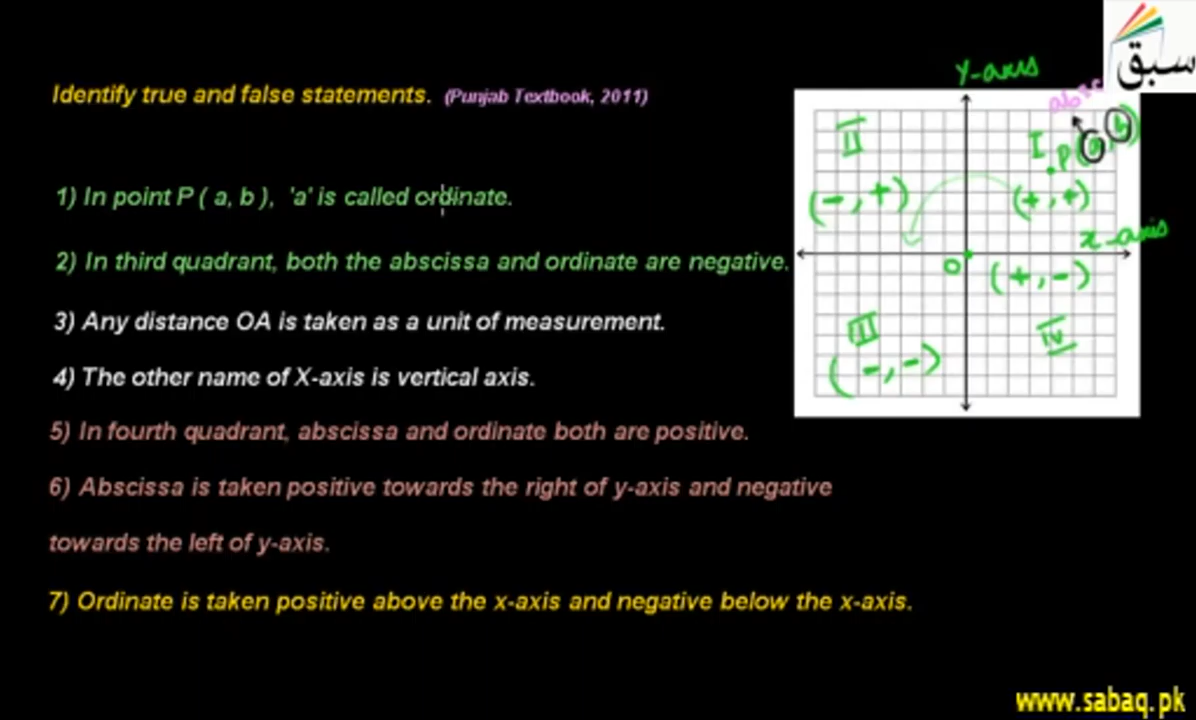 سبق
Y-axis
Identify true and false statements. (Punjab Textbook, 2011)
II
I
P(a, b)
1) In point P ( a, b ), 'a' is called ordinate.
(-, +)
(+, +)
x-axis
2) In third quadrant, both the abscissa and ordinate are negative.
O
(+, -)
3) Any distance OA is taken as a unit of measurement.
III
IV
(-, -)
4) The other name of X-axis is vertical axis.
5) In fourth quadrant, abscissa and ordinate both are positive.
6) Abscissa is taken positive towards the right of y-axis and negative
towards the left of y-axis.
7) Ordinate is taken positive above the x-axis and negative below the x-axis.
www.sabaq.pk